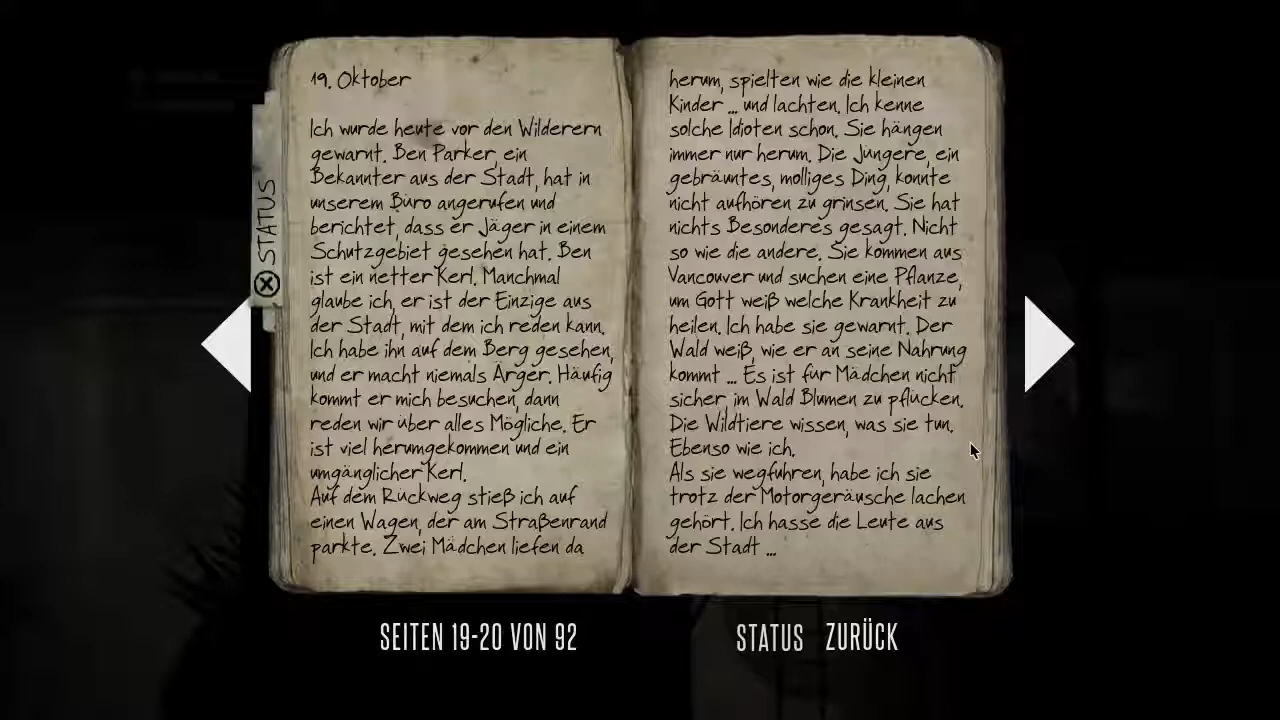 19. Oktober
Ich wurde heute vor den Wilderern
gewarnt. Ben Parker, ein
Bekannter aus der Stadt, hat in
unserem Büro angerufen und
berichtet, dass er Jäger in einem
Schutzgebiet gesehen hat. Ben
ist ein netter Kerl. Manchmal
glaube ich, er ist der Einzige aus
der Stadt, mit dem ich reden kann.
Ich habe ihn auf dem Berg gesehen,
und er macht niemals Ärger. Häufig
kommt er mich besuchen, dann
reden wir über alles Mögliche. Er
ist viel herumgekommen und ein
umgänglicher Kerl.
Auf dem Rückweg stieß ich auf
einen Wagen, der am Straßenrand
parkte. Zwei Mädchen liefen da
herum, spielten wie die kleinen
Kinder ... und lachten. Ich kenne
solche Idioten schon. Sie hängen
immer nur herum. Die Jüngere, ein
gebräuntes, molliges Ding, konnte
nicht aufhören zu grinsen. Sie hat
nichts Besonderes gesagt. Nicht
so wie die andere. Sie kommen aus
Vancouver und suchen eine Pflanze,
um Gott weiß welche Krankheit zu
heilen. Ich habe sie gewarnt. Der
Wald weiß, wie er an seine Nahrung
kommt ... Es ist für Mädchen nicht
sicher im Wald Blumen zu pflücken.
Die Wildtiere wissen, was sie tun.
Ebenso wie ich.
Als sie wegfuhren, habe ich sie
trotz der Motorgeräusche lachen
gehört. Ich hasse die Leute aus
der Stadt ...
STATUS
SEITEN 19-20 VON 92
STATUS ZURÜCK